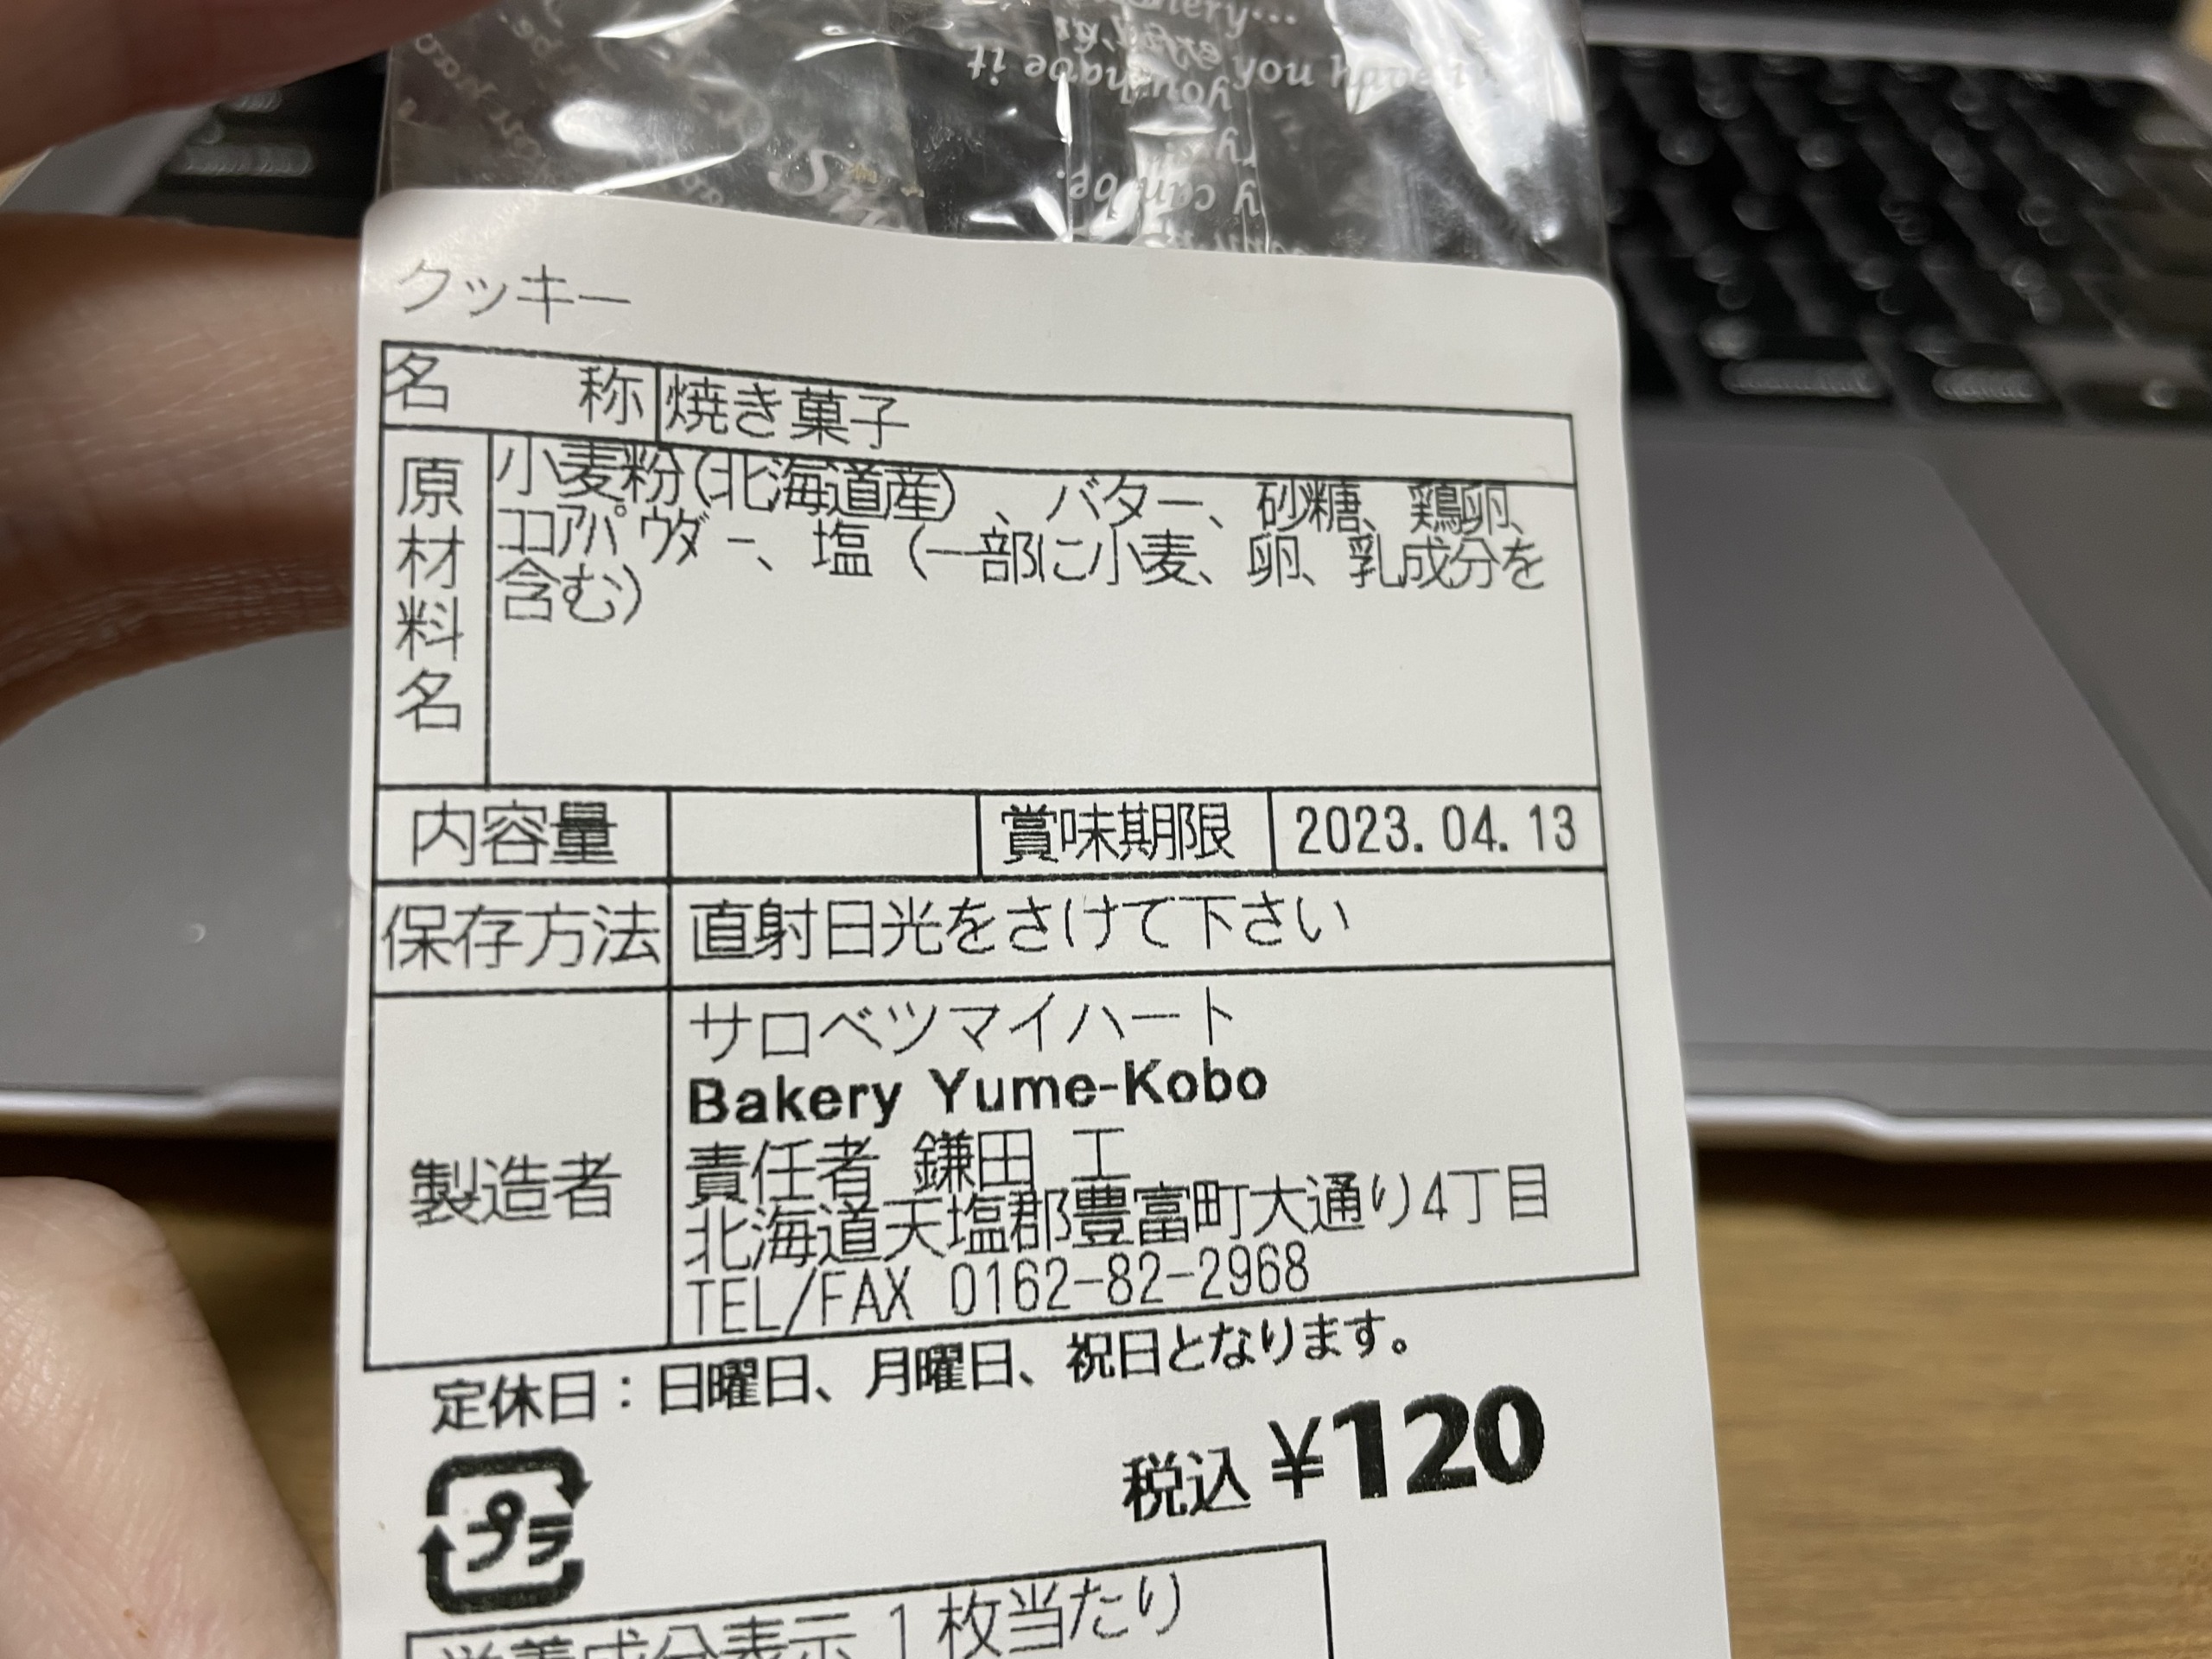 you have it
y can be.
クッキー
名 称 焼き菓子
原材料名 小麦粉(北海道産)、バター、砂糖、鶏卵、
ココアパウダー、塩(一部に小麦、卵、乳成分を
含む)
内容量 賞味期限 2023.04.13
保存方法 直射日光をさけて下さい
製造者 サロベツマイハート
Bakery Yume-Kobo
責任者 鎌田 工
北海道天塩郡豊富町大通り4丁目
TEL/FAX 0162-82-2968
定休日:日曜日、月曜日、祝日となります。
税込 ¥120
プラ
栄養成分表示 1枚当たり